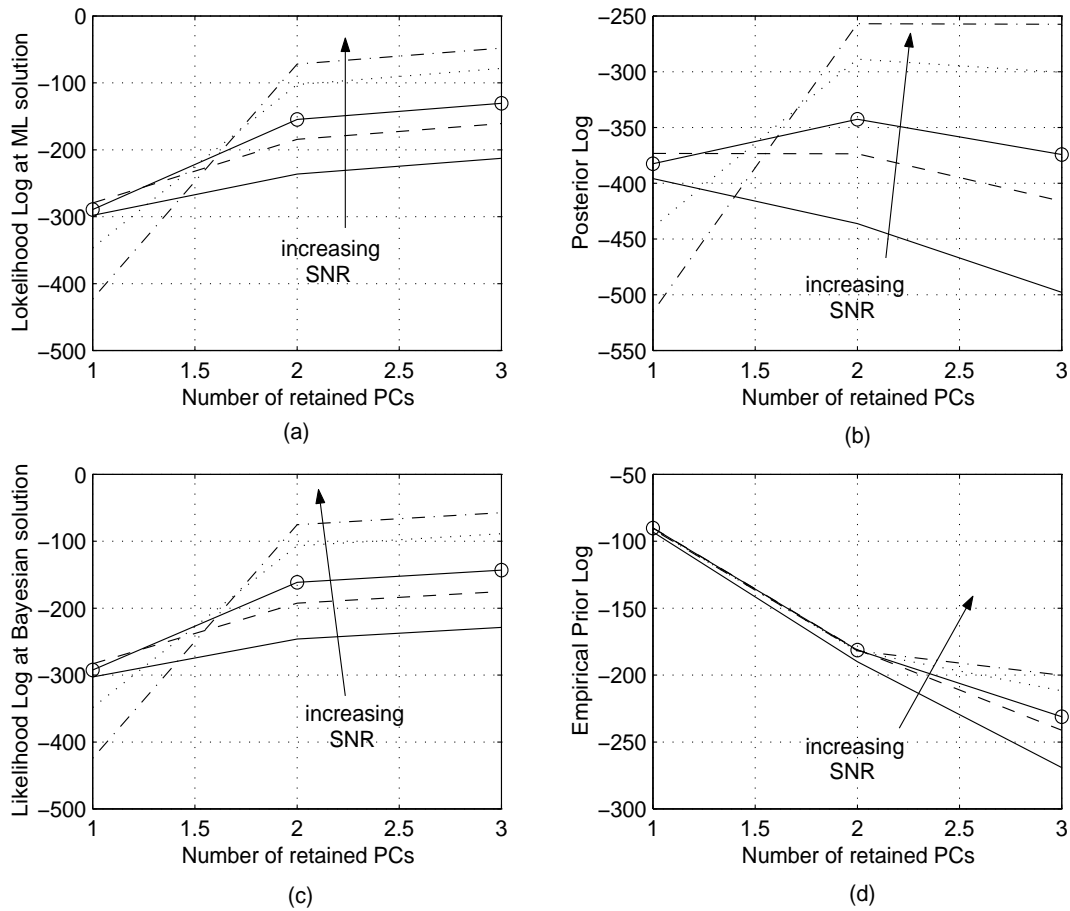 0
−100
−200
−300
−400
−500
1
1.5
2
2.5
3
Lokelihood Log at ML solution
Number of retained PCs
increasing
SNR
(a)
−250
−300
−350
−400
−450
−500
−550
1
1.5
2
2.5
3
Posterior Log
Number of retained PCs
increasing
SNR
(b)
0
−100
−200
−300
−400
−500
1
1.5
2
2.5
3
Likelihood Log at Bayesian solution
Number of retained PCs
increasing
SNR
(c)
−50
−100
−150
−200
−250
−300
1
1.5
2
2.5
3
Empirical Prior Log
Number of retained PCs
increasing
SNR
(d)